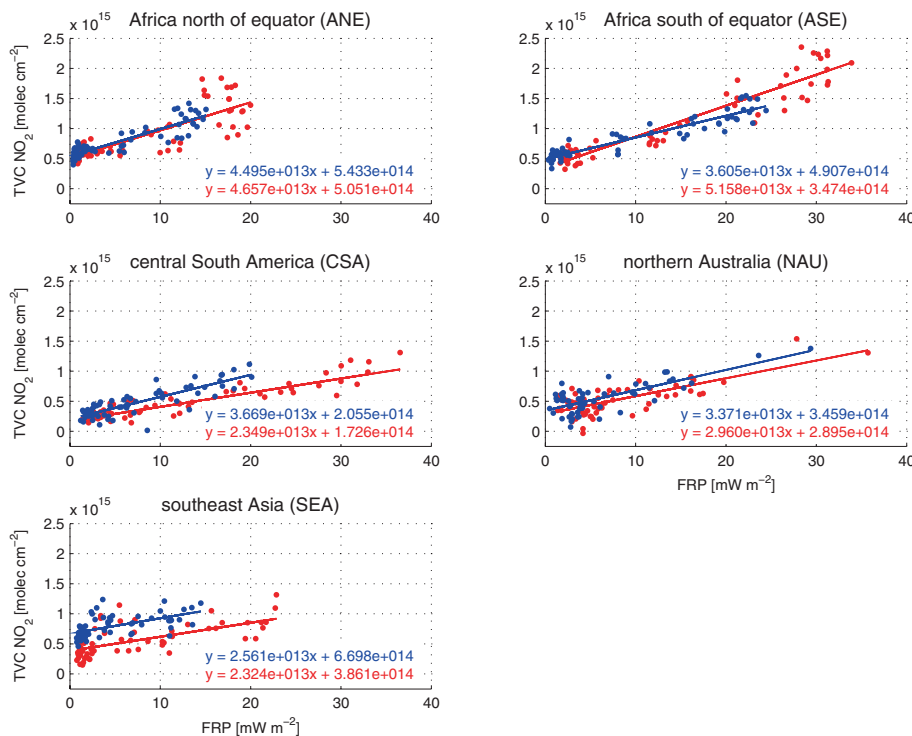 Africa north of equator (ANE)
x 10^15
TVC NO2 [molec cm−2]
2.5
2
1.5
1
0.5
0
y = 4.495e+013x + 5.433e+014
y = 4.657e+013x + 5.051e+014
0 10 20 30 40
Africa south of equator (ASE)
x 10^15
2.5
2
1.5
1
0.5
0
y = 3.605e+013x + 4.907e+014
y = 5.158e+013x + 3.474e+014
0 10 20 30 40
central South America (CSA)
x 10^15
TVC NO2 [molec cm−2]
2.5
2
1.5
1
0.5
0
y = 3.669e+013x + 2.055e+014
y = 2.349e+013x + 1.726e+014
0 10 20 30 40
northern Australia (NAU)
x 10^15
2.5
2
1.5
1
0.5
0
y = 3.371e+013x + 3.459e+014
y = 2.960e+013x + 2.895e+014
0 10 20 30 40
FRP [mW m−2]
southeast Asia (SEA)
x 10^15
TVC NO2 [molec cm−2]
2.5
2
1.5
1
0.5
0
y = 2.561e+013x + 6.698e+014
y = 2.324e+013x + 3.861e+014
0 10 20 30 40
FRP [mW m−2]